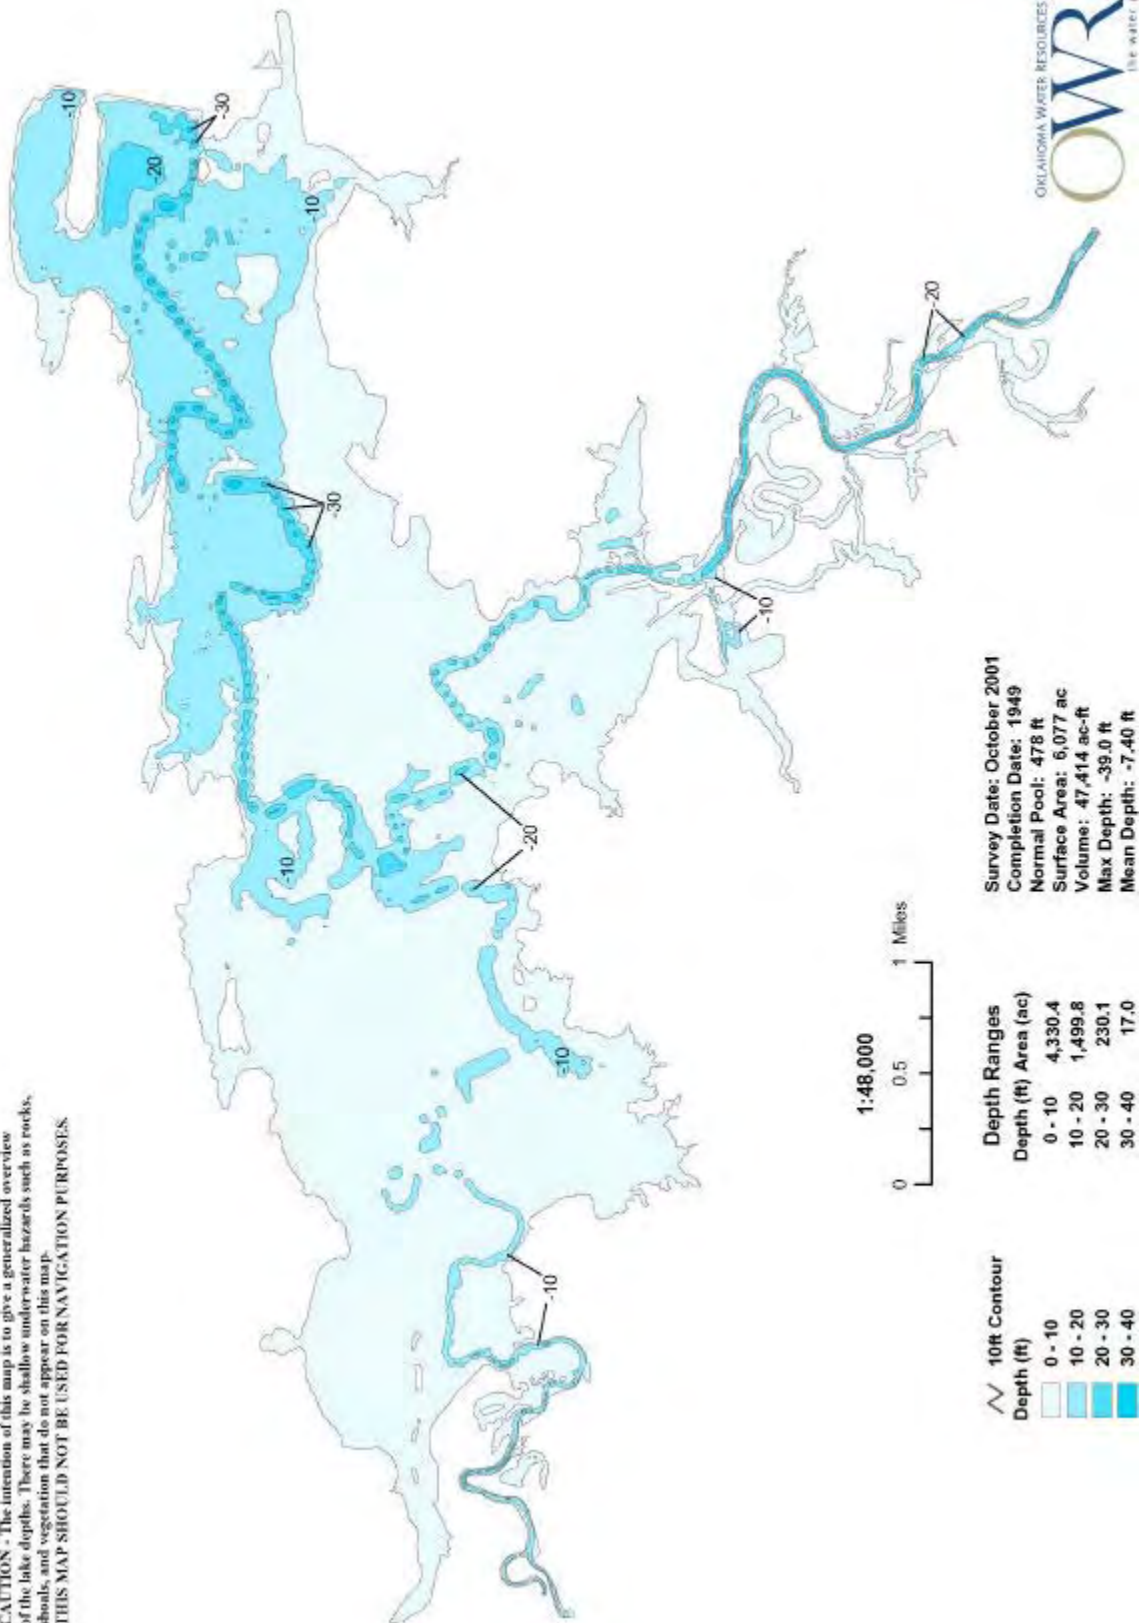 CAUTION - The intention of this map is to give a generalized overview
of the lake depths. There may be shallow underwater hazards such as rocks,
shoals, and vegetation that do not appear on this map.
THIS MAP SHOULD NOT BE USED FOR NAVIGATION PURPOSES.
-10
-20
-30
-10
-30
-20
-10
-20
-10
-10
-10
1:48,000
0 0.5 1 Miles
10ft Contour
Depth (ft)
0 - 10
10 - 20
20 - 30
30 - 40
Depth Ranges
Depth (ft) Area (ac)
0 - 10 4,330.4
10 - 20 1,499.8
20 - 30 230.1
30 - 40 17.0
Survey Date: October 2001
Completion Date: 1949
Normal Pool: 478 ft
Surface Area: 6,077 ac
Volume: 47,414 ac-ft
Max Depth: -39.0 ft
Mean Depth: -7.40 ft
OKLAHOMA WATER RESOURCES
OWR
the water